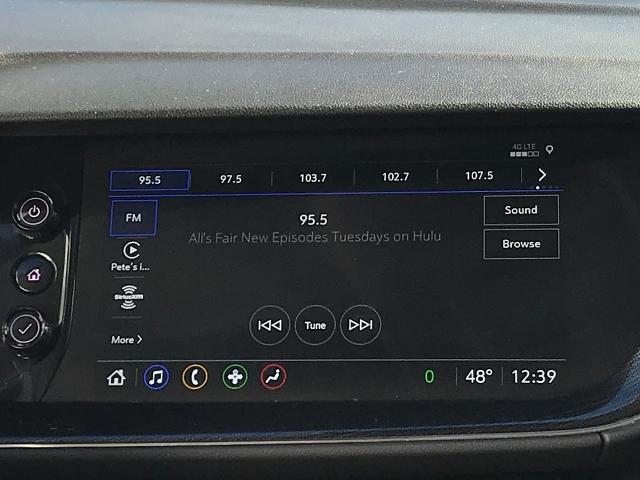 4G LTE
95.5 97.5 103.7 102.7 107.5
FM
95.5
All's Fair New Episodes Tuesdays on Hulu
Sound
Browse
Pete's i...
SiriusXM
Tune
More
0 48° 12:39